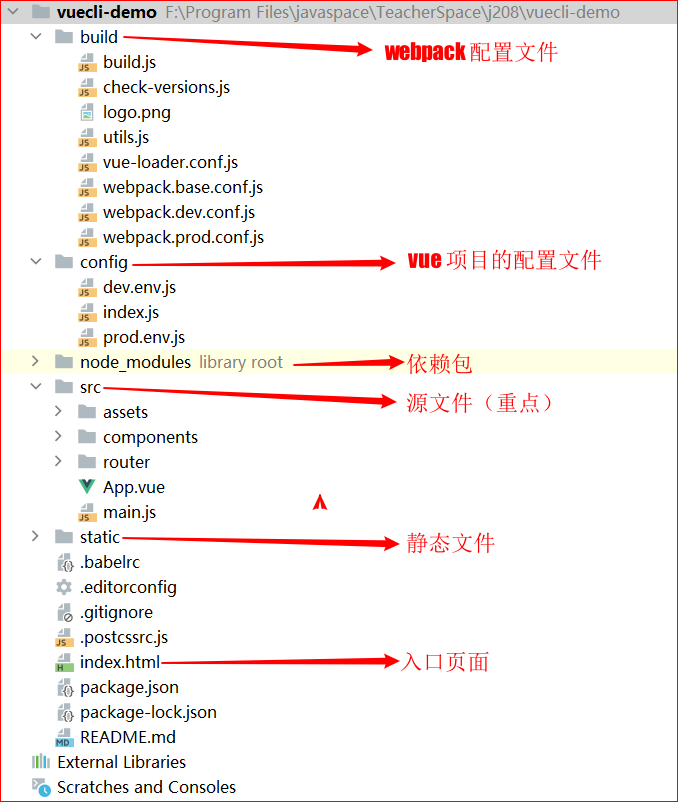 vuecli-demo F:\Program Files\javaspace\TeacherSpace\j208\vuecli-demo
build webpack 配置文件
build.js
check-versions.js
logo.png
utils.js
vue-loader.conf.js
webpack.base.conf.js
webpack.dev.conf.js
webpack.prod.conf.js
config vue 项目的配置文件
dev.env.js
index.js
prod.env.js
node_modules library root 依赖包
src 源文件（重点）
assets
components
router
App.vue
main.js
static 静态文件
.babelrc
.editorconfig
.gitignore
.postcssrc.js
index.html 入口页面
package.json
package-lock.json
README.md
External Libraries
Scratches and Consoles